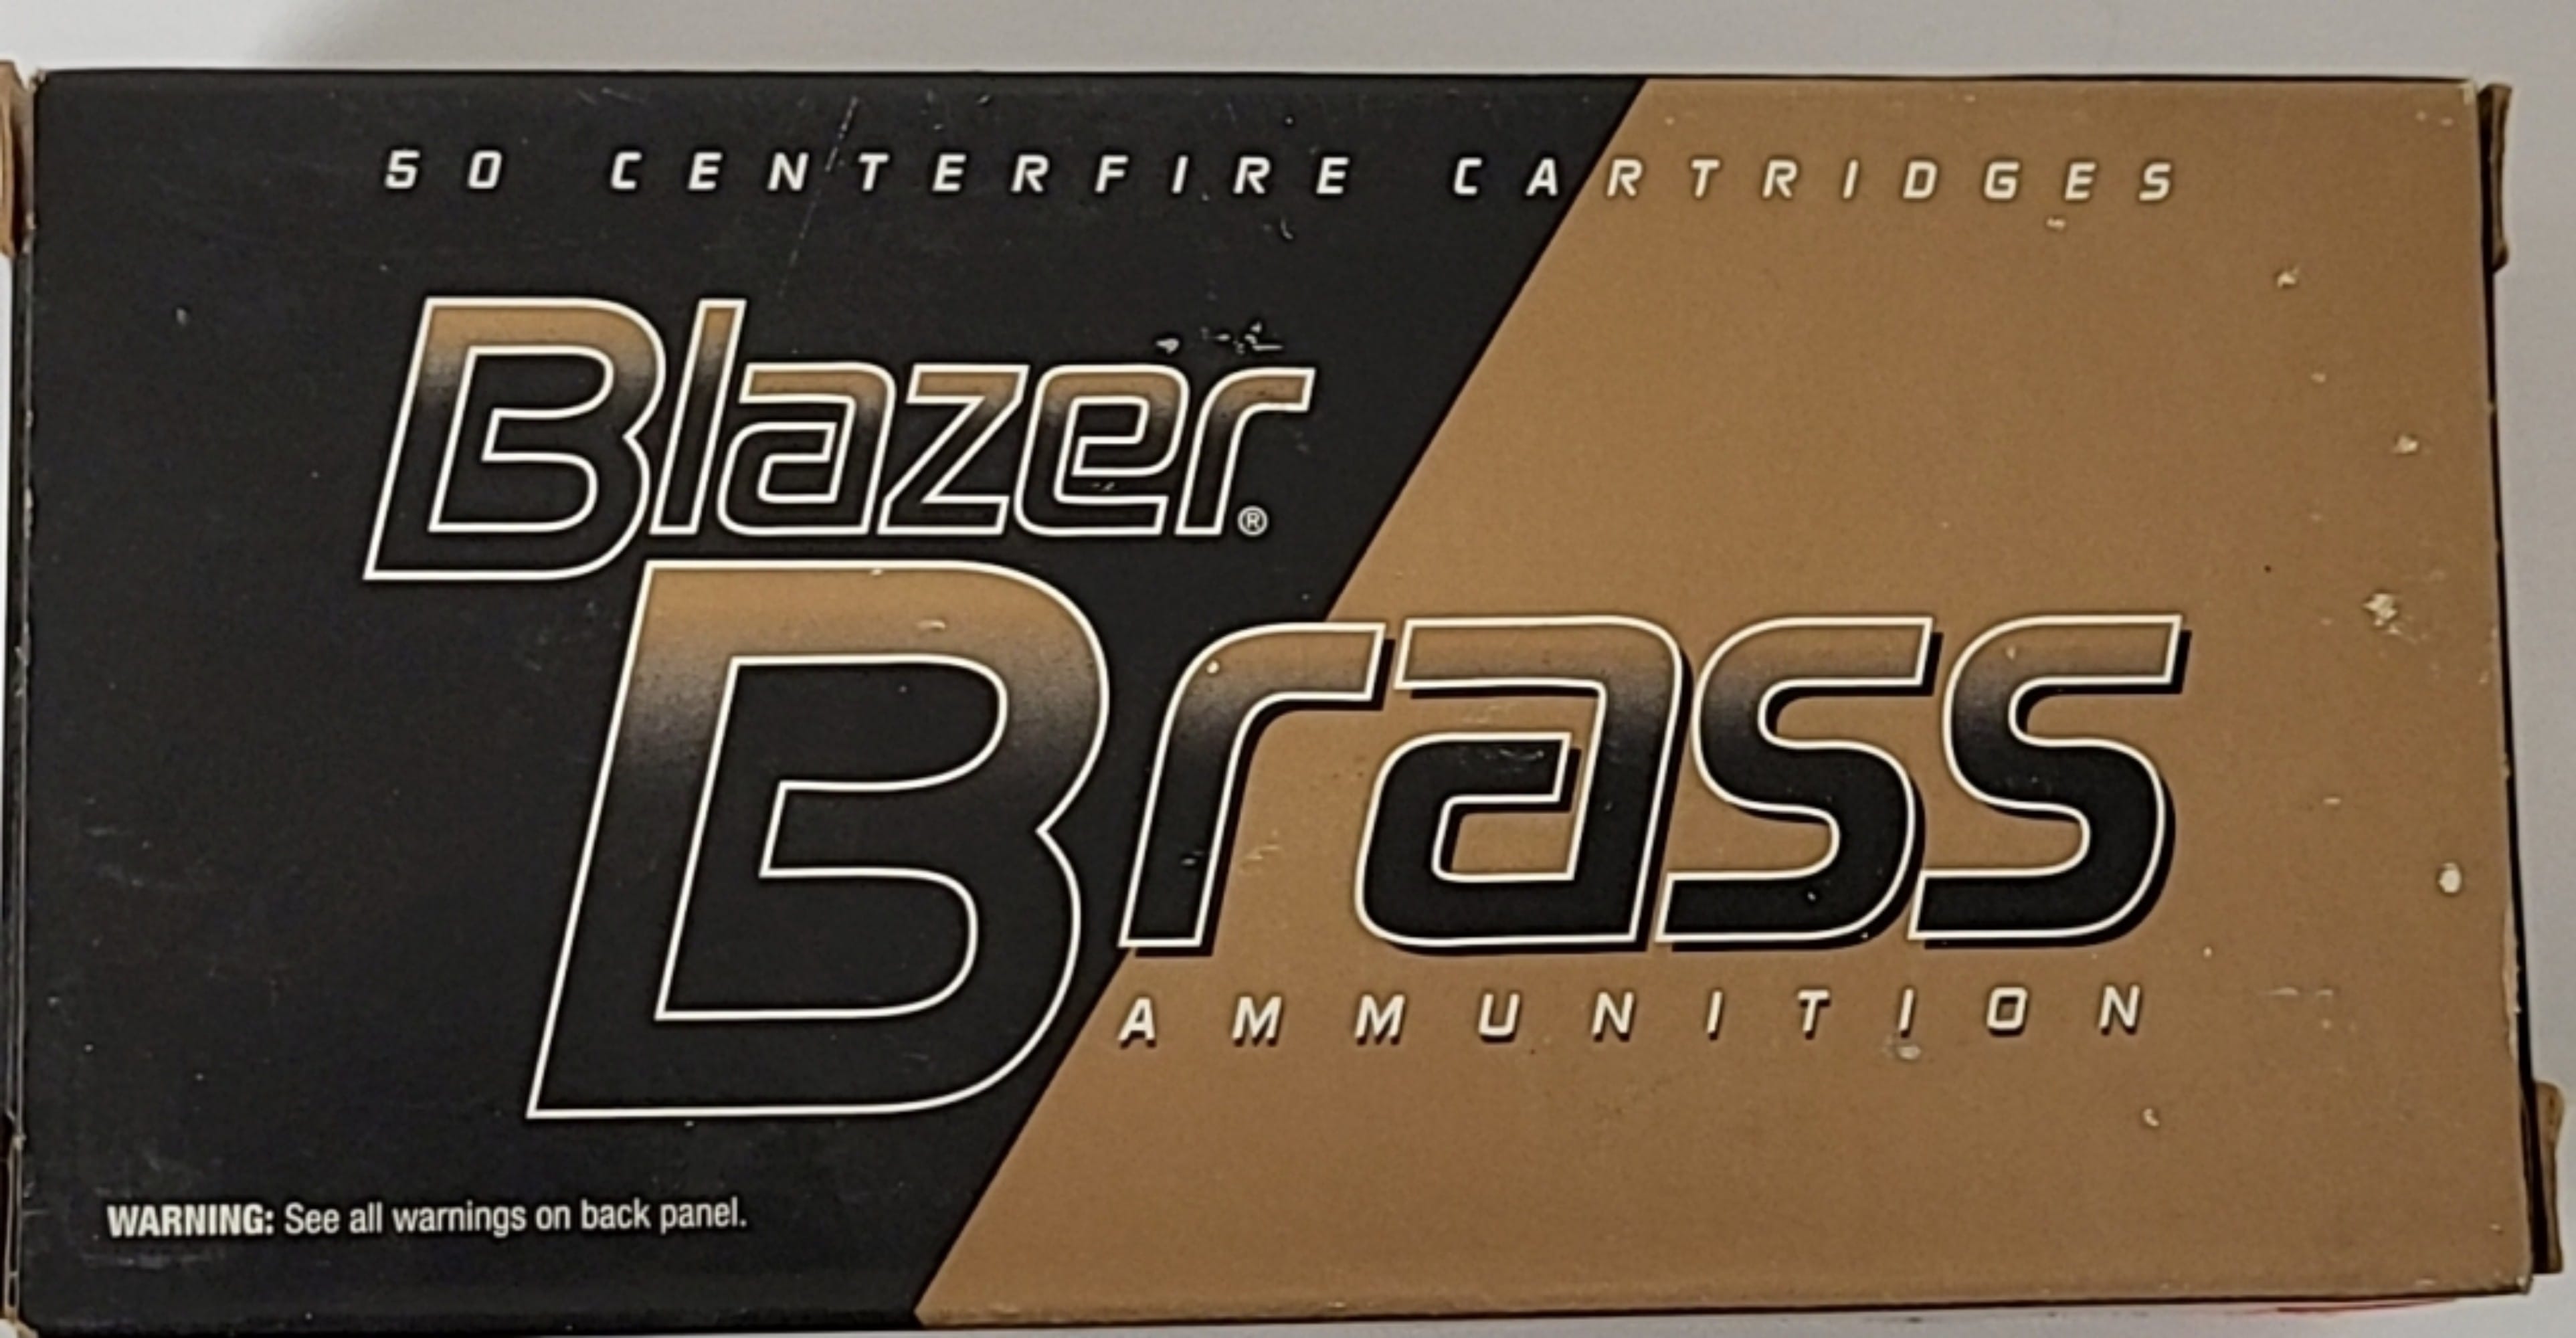 50 CENTERFIRE CARTRIDGES
Blazer®
Brass
AMMUNITION
WARNING: See all warnings on back panel.